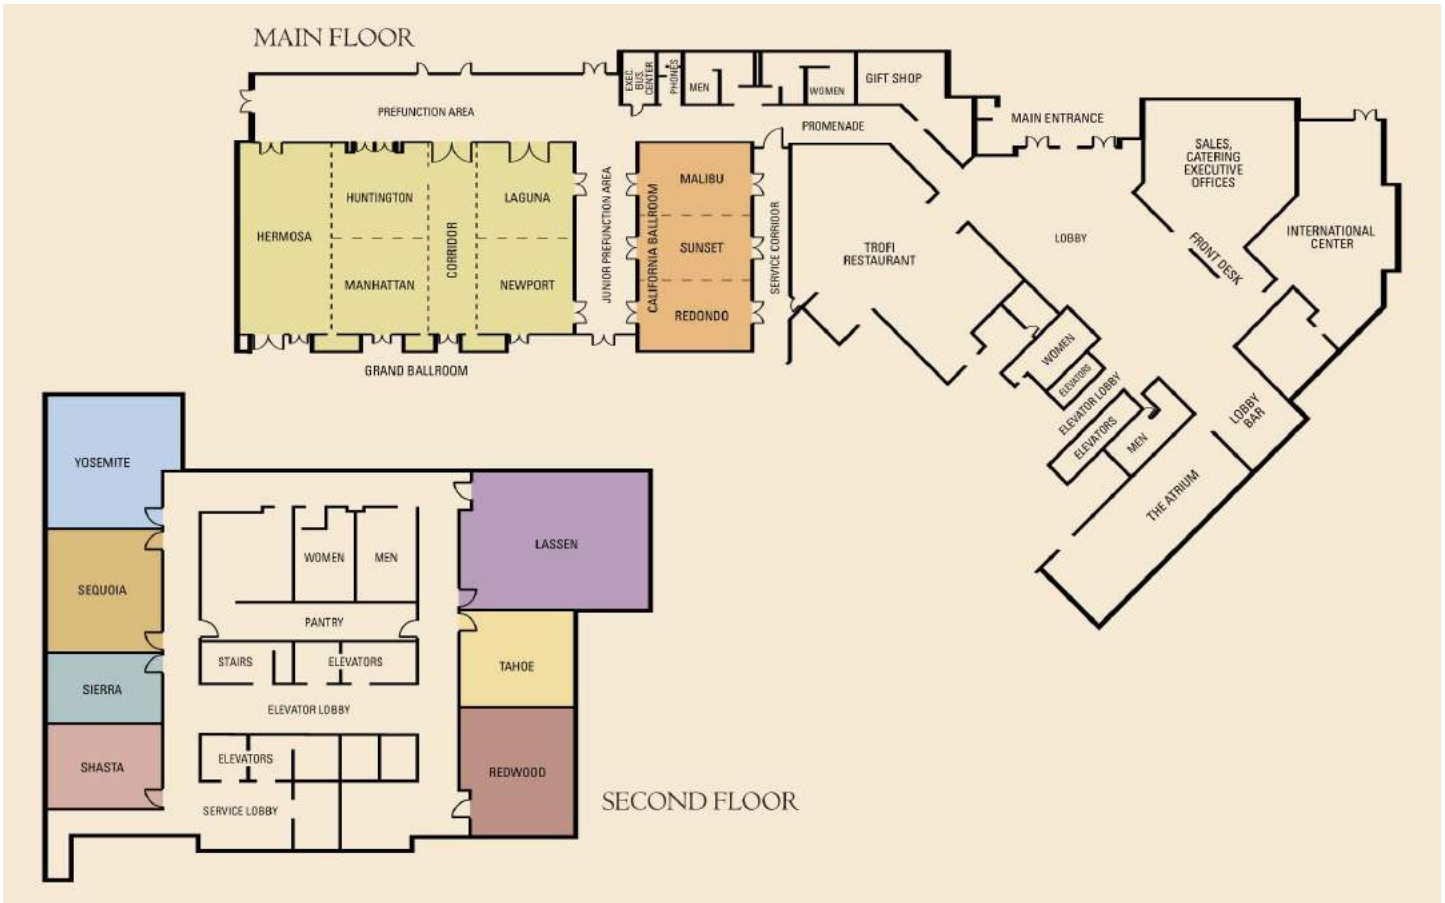 MAIN FLOOR
EXEC.
BUS.
CENTER
PHONES
MEN
WOMEN
GIFT SHOP
PREFUNCTION AREA
PROMENADE
MAIN ENTRANCE
SALES,
CATERING
EXECUTIVE
OFFICES
HERMOSA
HUNTINGTON
MANHATTAN
CORRIDOR
LAGUNA
NEWPORT
GRAND BALLROOM
JUNIOR PREFUNCTION AREA
CALIFORNIA BALLROOM
MALIBU
SUNSET
REDONDO
SERVICE CORRIDOR
TROFI
RESTAURANT
LOBBY
FRONT DESK
INTERNATIONAL
CENTER
WOMEN
ELEVATORS
ELEVATOR LOBBY
ELEVATORS
MEN
LOBBY
BAR
THE ATRIUM
YOSEMITE
SEQUOIA
SIERRA
SHASTA
WOMEN
MEN
PANTRY
STAIRS
ELEVATORS
ELEVATOR LOBBY
ELEVATORS
SERVICE LOBBY
LASSEN
TAHOE
REDWOOD
SECOND FLOOR